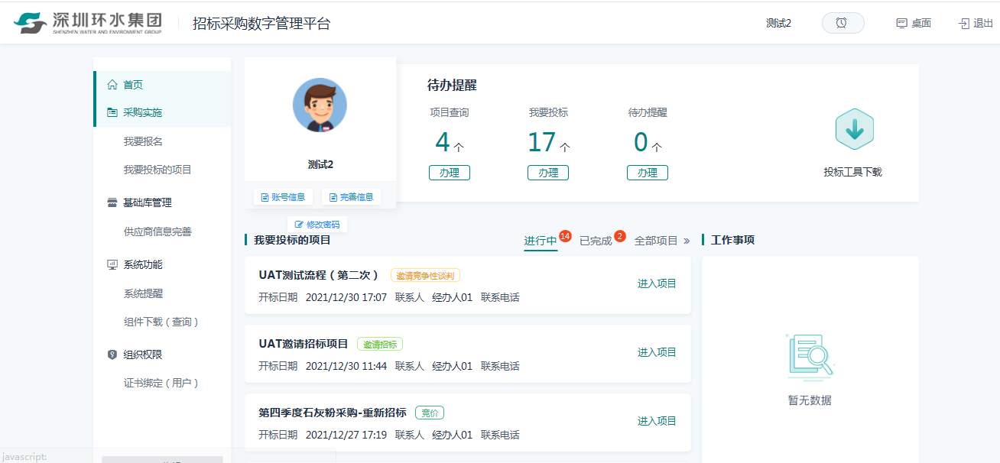 深圳环水集团
SHENZHEN WATER AND ENVIRONMENT GROUP
招标采购数字管理平台
测试2
桌面
退出
首页
采购实施
我要报名
我要投标的项目
基础库管理
供应商信息完善
系统功能
系统提醒
组件下载（查询）
组织权限
证书绑定（用户）
测试2
账号信息
完善信息
修改密码
待办提醒
项目查询 我要投标 待办提醒
4个 17个 0个
办理 办理 办理
投标工具下载
我要投标的项目
进行中 14 已完成 2 全部项目 »
UAT测试流程（第二次） 邀请竞争性谈判
开标日期 2021/12/30 17:07 联系人 经办人01 联系电话
进入项目
UAT邀请招标项目 邀请招标
开标日期 2021/12/30 11:44 联系人 经办人01 联系电话
进入项目
第四季度石灰粉采购-重新招标 竞价
开标日期 2021/12/27 17:19 联系人 经办人01 联系电话
进入项目
工作事项
暂无数据
javascript: